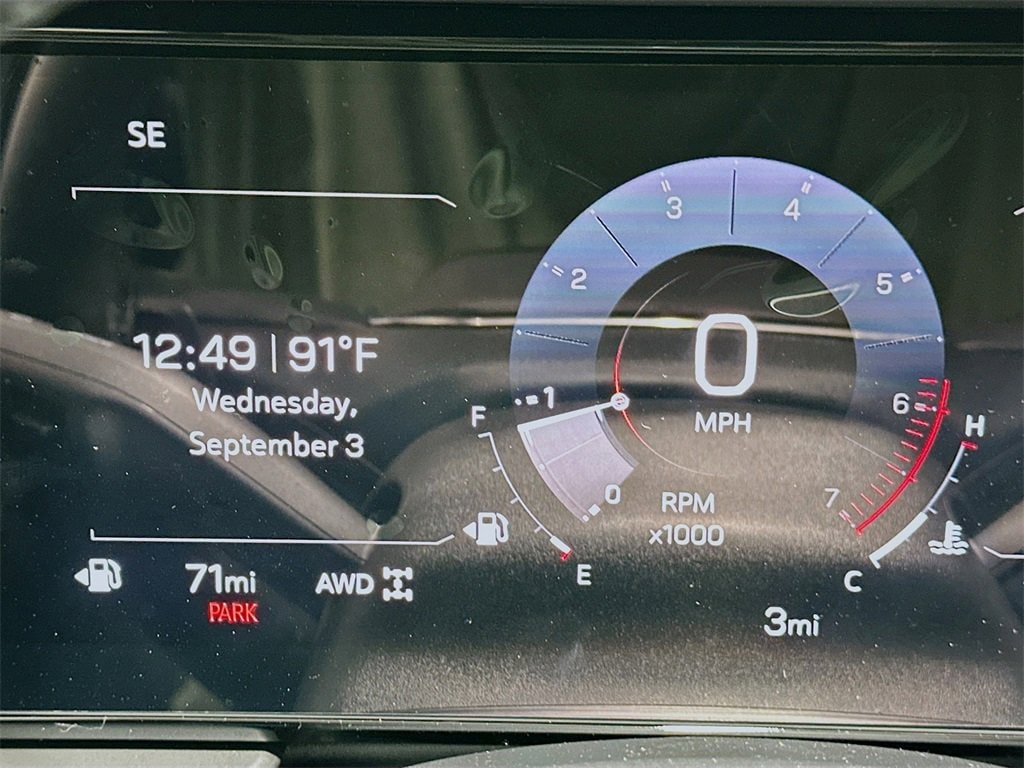 SE
12:49 | 91°F
Wednesday,
September 3
71mi
PARK
AWD
F
E
0
1
2
3
4
5
6
7
0
MPH
RPM
x1000
H
C
3mi